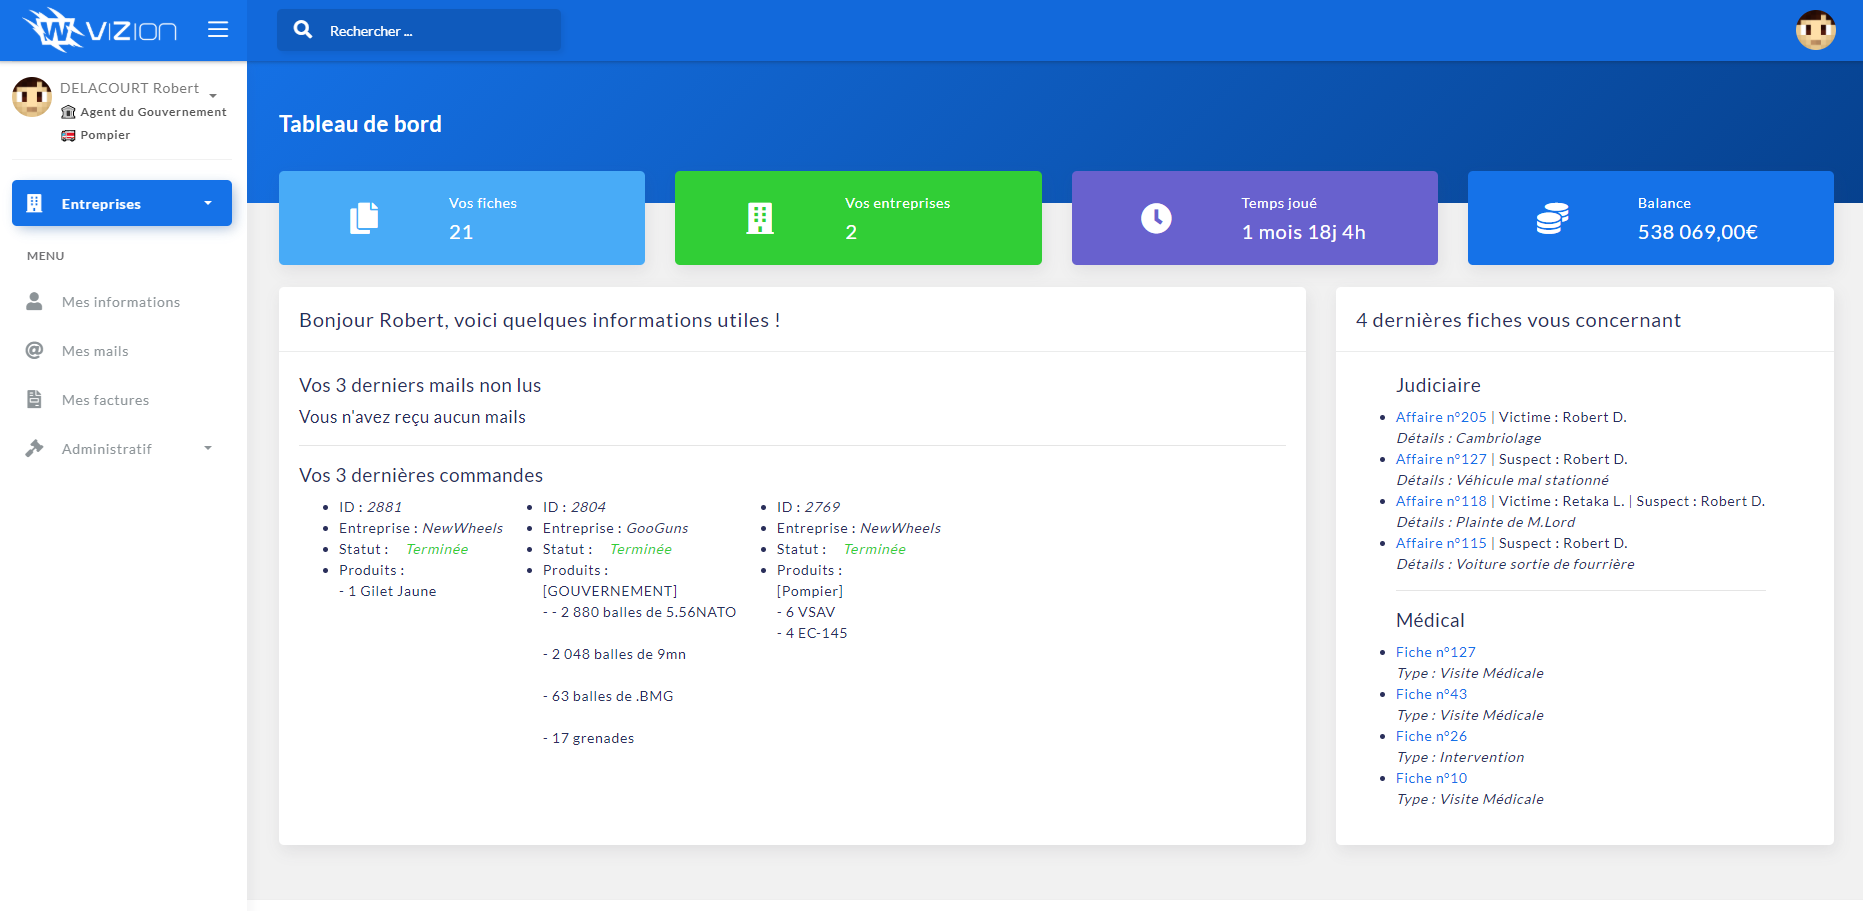 W VIZION
Rechercher ...
DELACOURT Robert
Agent du Gouvernement
Pompier
Entreprises
MENU
Mes informations
Mes mails
Mes factures
Administratif
Tableau de bord
Vos fiches
21
Vos entreprises
2
Temps joué
1 mois 18j 4h
Balance
538 069,00€
Bonjour Robert, voici quelques informations utiles !
Vos 3 derniers mails non lus
Vous n'avez reçu aucun mails
Vos 3 dernières commandes
ID : 2881
Entreprise : NewWheels
Statut : Terminée
Produits :
- 1 Gilet Jaune
ID : 2804
Entreprise : GooGuns
Statut : Terminée
Produits :
[GOUVERNEMENT]
- - 2 880 balles de 5.56NATO
- 2 048 balles de 9mn
- 63 balles de .BMG
- 17 grenades
ID : 2769
Entreprise : NewWheels
Statut : Terminée
Produits :
[Pompier]
- 6 VSAV
- 4 EC-145
4 dernières fiches vous concernant
Judiciaire
Affaire n°205 | Victime : Robert D.
Détails : Cambriolage
Affaire n°127 | Suspect : Robert D.
Détails : Véhicule mal stationné
Affaire n°118 | Victime : Retaka L. | Suspect : Robert D.
Détails : Plainte de M.Lord
Affaire n°115 | Suspect : Robert D.
Détails : Voiture sortie de fourrière
Médical
Fiche n°127
Type : Visite Médicale
Fiche n°43
Type : Visite Médicale
Fiche n°26
Type : Intervention
Fiche n°10
Type : Visite Médicale